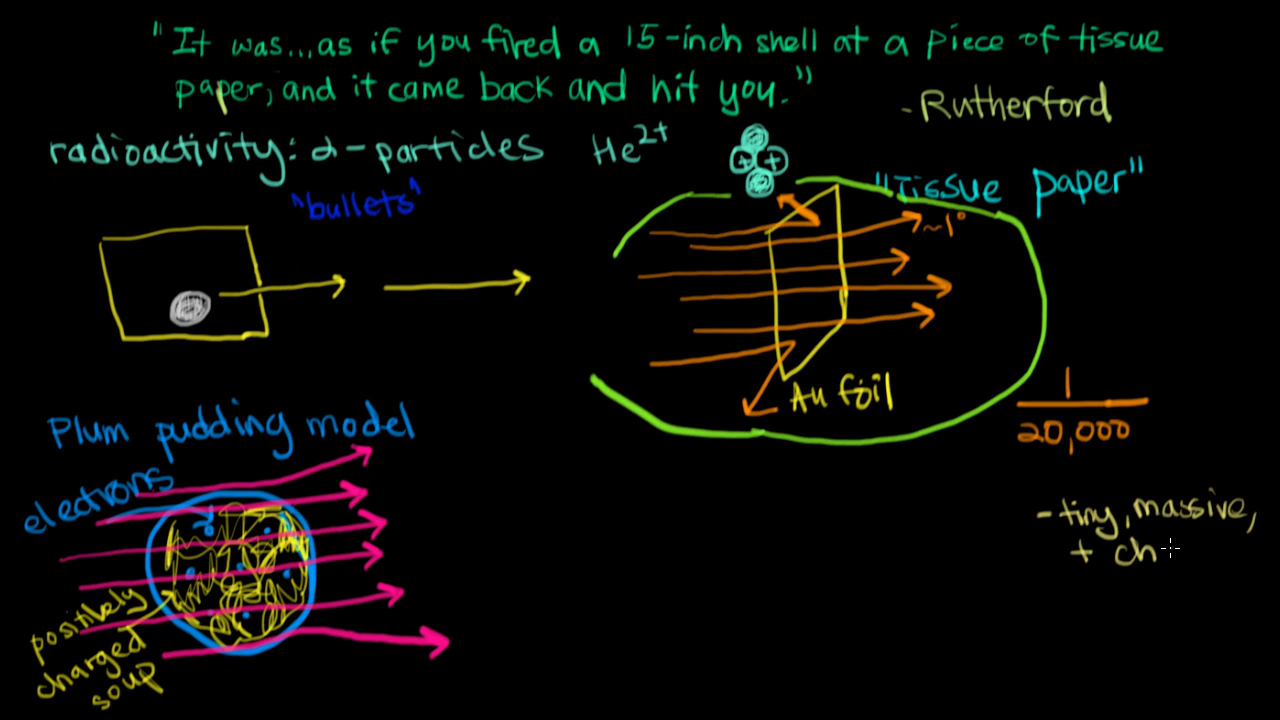 "It was...as if you fired a 15-inch shell at a piece of tissue
paper, and it came back and hit you."
- Rutherford
radioactivity: α-particles He2+
"bullets"
+ +
"Tissue paper"
~1°
Au foil
1
20,000
Plum pudding model
electrons
positively
charged
soup
- tiny, massive,
+ ch